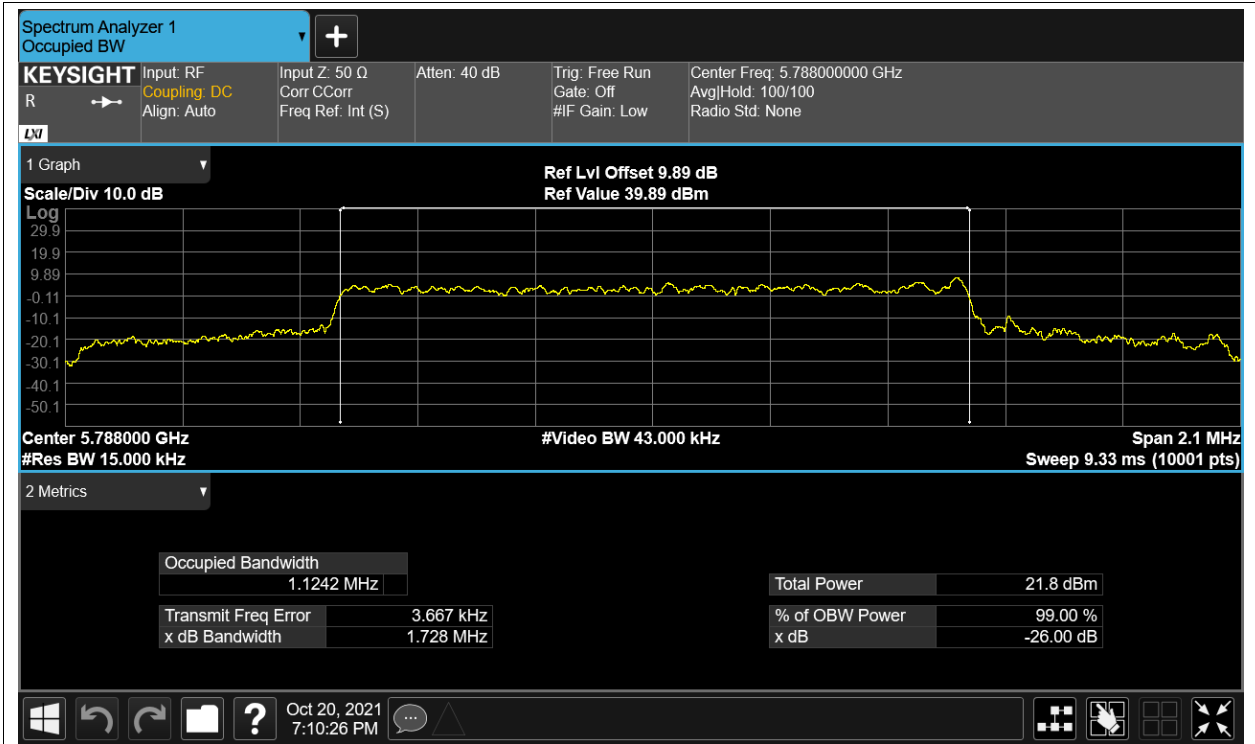 Spectrum Analyzer 1
Occupied BW
KEYSIGHT
R
LXI
Input: RF
Coupling: DC
Align: Auto
Input Z: 50 Ω
Corr CCorr
Freq Ref: Int (S)
Atten: 40 dB
Trig: Free Run
Gate: Off
#IF Gain: Low
Center Freq: 5.788000000 GHz
Avg|Hold: 100/100
Radio Std: None
1 Graph
Ref Lvl Offset 9.89 dB
Scale/Div 10.0 dB
Ref Value 39.89 dBm
Log
29.9
19.9
9.89
-0.11
-10.1
-20.1
-30.1
-40.1
-50.1
Center 5.788000 GHz
#Video BW 43.000 kHz
Span 2.1 MHz
#Res BW 15.000 kHz
Sweep 9.33 ms (10001 pts)
2 Metrics
Occupied Bandwidth
1.1242 MHz
Total Power 21.8 dBm
Transmit Freq Error 3.667 kHz
% of OBW Power 99.00 %
x dB Bandwidth 1.728 MHz
x dB -26.00 dB
?
Oct 20, 2021
7:10:26 PM